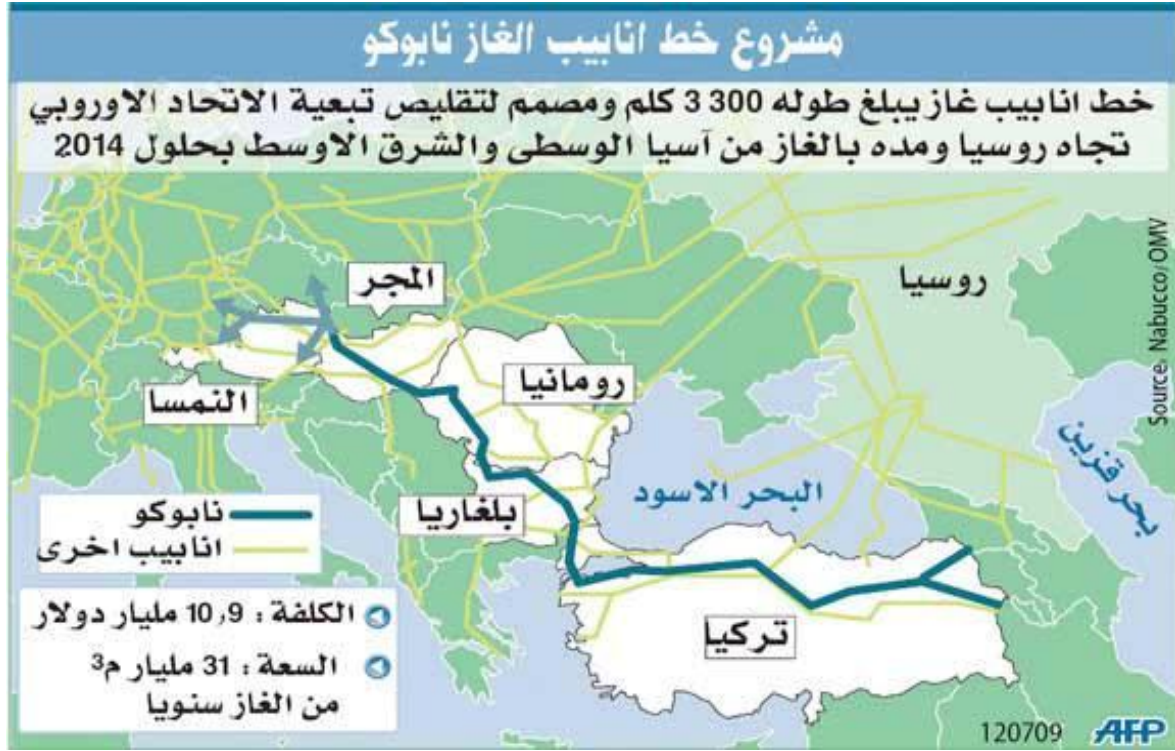 مشروع خط انابيب الغاز نابوكو
خط انابيب غاز يبلغ طوله 300 3 كلم ومصمم لتقليص تبعية الاتحاد الاوروبي
تجاه روسيا ومده بالغاز من آسيا الوسطى والشرق الاوسط بحلول 2014
Source: Nabucco/OMV
روسيا
المجر
رومانيا
النمسا
بحر قزوين
البحر الاسود
بلغاريا
تركيا
نابوكو
انابيب اخرى
الكلفة : 10,9 مليار دولار
السعة : 31 مليار م³
من الغاز سنويا
120709 AFP